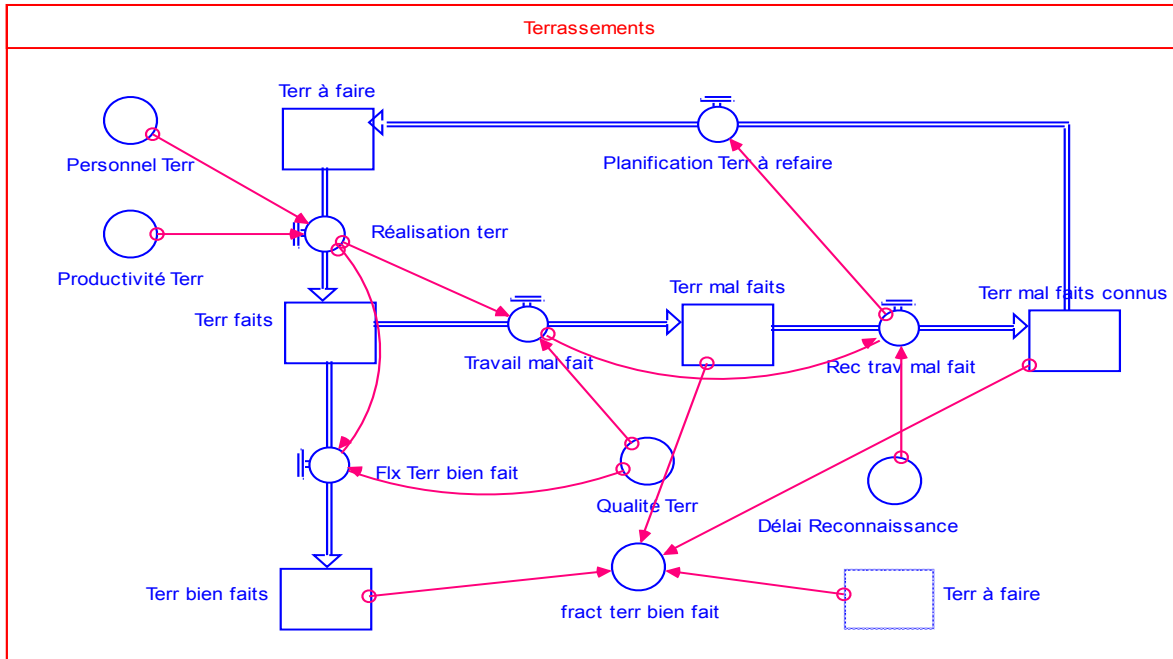 Terrassements
Terr à faire
Personnel Terr
Planification Terr à refaire
Réalisation terr
Productivité Terr
Terr mal faits
Terr mal faits connus
Terr faits
Travail mal fait
Rec trav mal fait
Flx Terr bien fait
Qualité Terr
Délai Reconnaissance
Terr bien faits
fract terr bien fait
Terr à faire